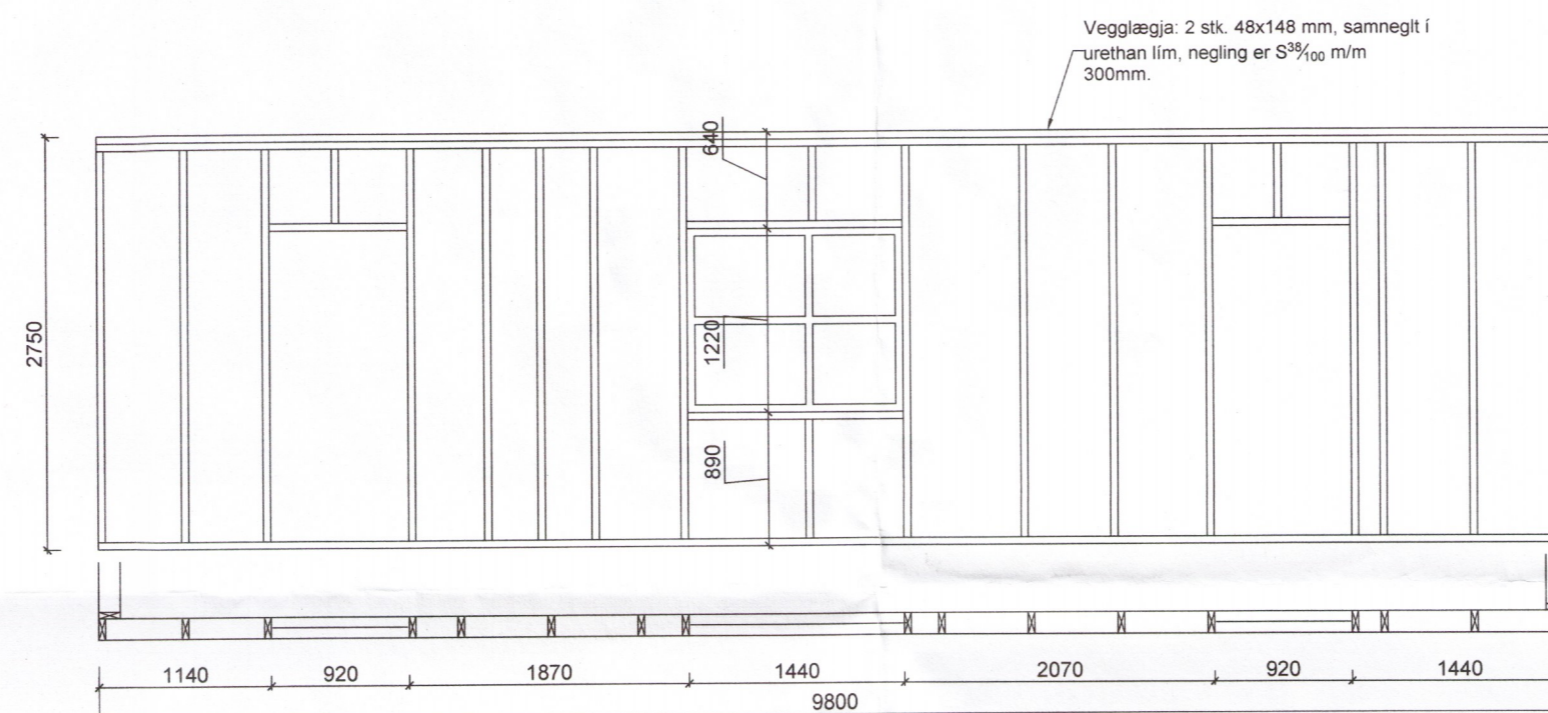 Vegglægja: 2 stk. 48x148 mm, samneglt í
urethan lím, negling er S³⁸⁄₁₀₀ m/m
300mm.
640
2750
1220
890
1140 920 1870 1440 2070 920 1440
9800